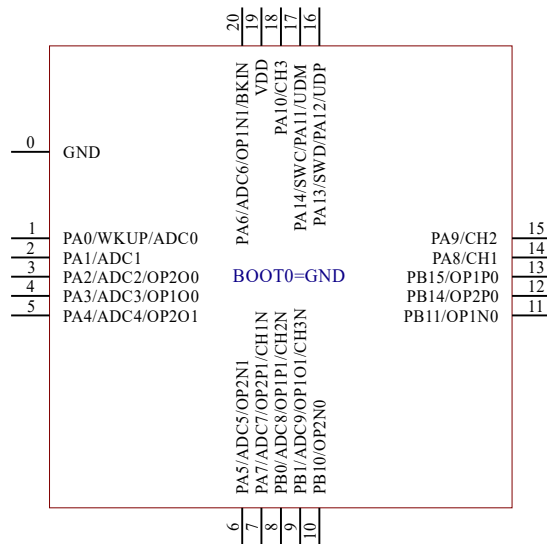 20
19
18
17
16
PA6/ADC6/OP1N1/BKIN
VDD
PA10/CH3
PA14/SWC/PA11/UDM
PA13/SWD/PA12/UDP
0 GND
1 PA0/WKUP/ADC0
2 PA1/ADC1
3 PA2/ADC2/OP2O0
4 PA3/ADC3/OP1O0
5 PA4/ADC4/OP2O1
BOOT0=GND
PA9/CH2 15
PA8/CH1 14
PB15/OP1P0 13
PB14/OP2P0 12
PB11/OP1N0 11
PA5/ADC5/OP2N1
PA7/ADC7/OP2P1/CH1N
PB0/ADC8/OP1P1/CH2N
PB1/ADC9/OP1O1/CH3N
PB10/OP2N0
6
7
8
9
10